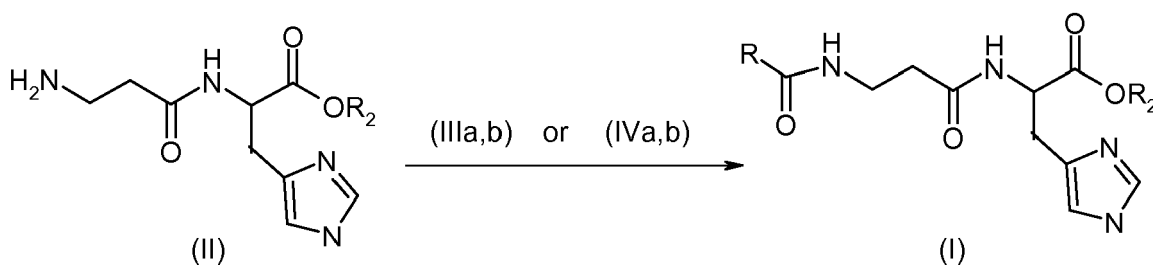 H₂N
H
N
O
O
OR₂
N
N
(II)
(IIIa,b) or (IVa,b)
R
O
H
N
O
H
N
O
OR₂
N
N
(I)